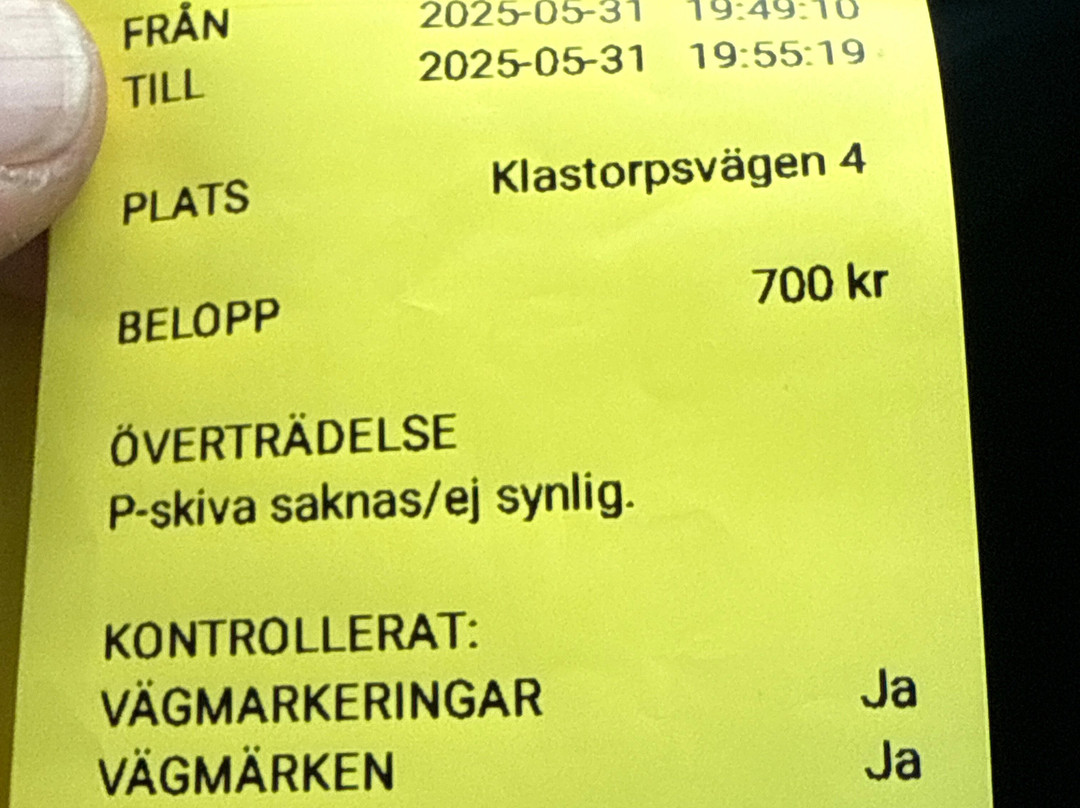 FRÅN 2025-05-31 19:49:10
TILL 2025-05-31 19:55:19
PLATS Klastorpsvägen 4
BELOPP 700 kr
ÖVERTRÄDELSE
P-skiva saknas/ej synlig.
KONTROLLERAT:
VÄGMARKERINGAR Ja
VÄGMÄRKEN Ja